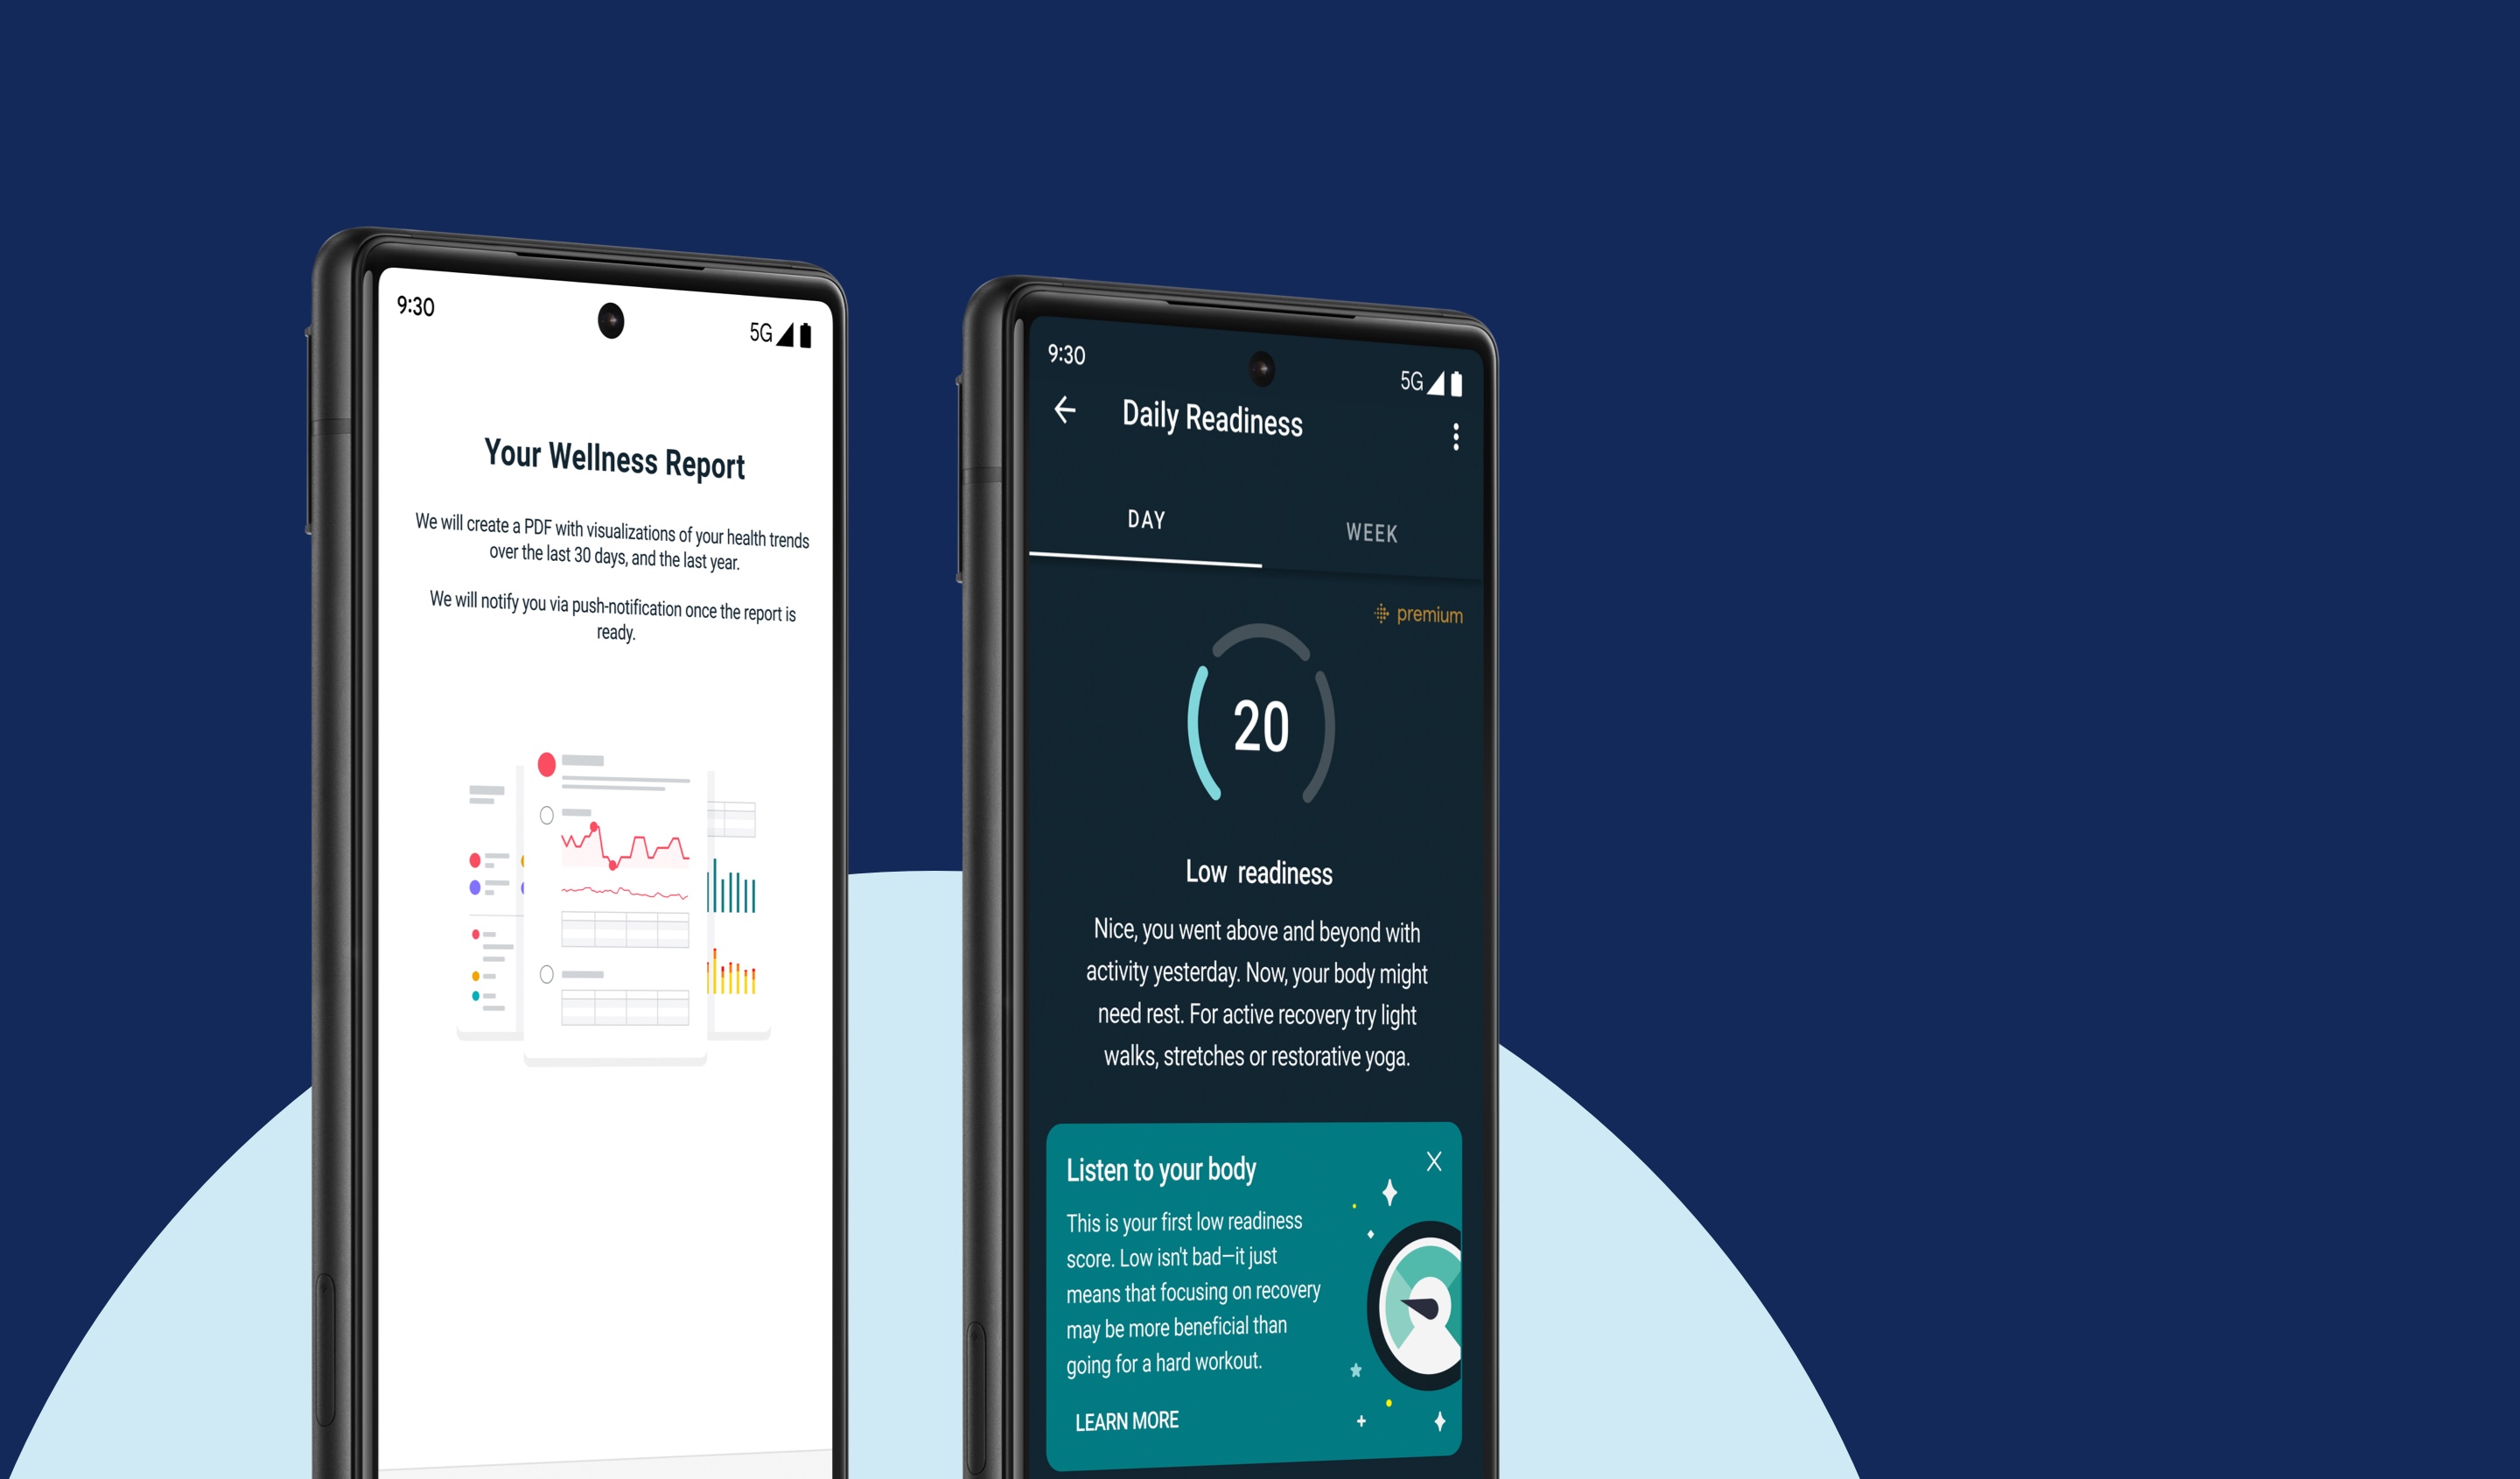 9:30
5G
Your Wellness Report
We will create a PDF with visualizations of your health trends
over the last 30 days, and the last year.
We will notify you via push-notification once the report is
ready.
9:30
5G
Daily Readiness
DAY
WEEK
premium
20
Low readiness
Nice, you went above and beyond with
activity yesterday. Now, your body might
need rest. For active recovery try light
walks, stretches or restorative yoga.
Listen to your body
X
This is your first low readiness
score. Low isn't bad—it just
means that focusing on recovery
may be more beneficial than
going for a hard workout.
LEARN MORE